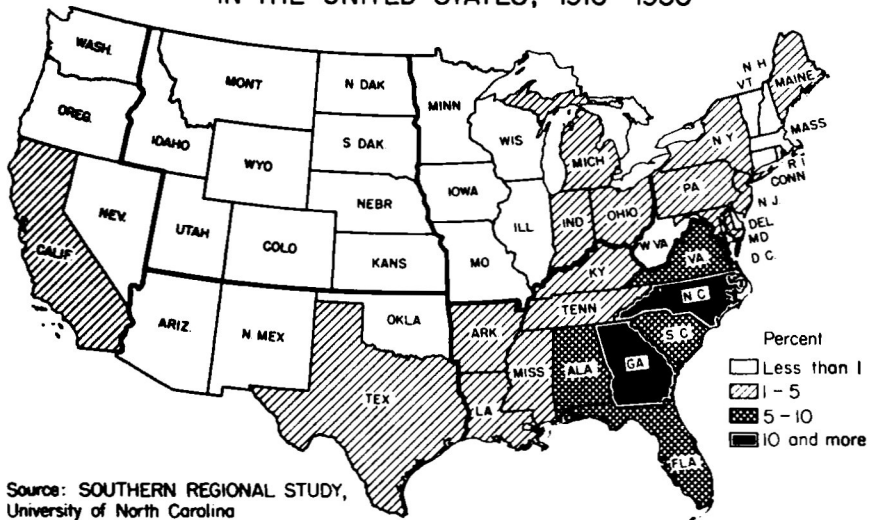 IN THE UNITED STATES, 1910-1930
WASH.
MONT
N DAK
MINN
OREG.
IDAHO
S DAK.
WIS
MICH
WYO
N H
VT
MAINE
N Y
MASS
R I
CONN
NEV.
UTAH
COLO
NEBR
IOWA
ILL
IND
OHIO
PA
N J.
DEL
MD
D C.
CALIF.
KANS
MO
W VA
VA
KY
N C
TENN
ARIZ.
N MEX
OKLA
ARK.
S C
TEX
LA
MISS
ALA
GA
FLA
Percent
Less than 1
1 - 5
5 - 10
10 and more
Source: SOUTHERN REGIONAL STUDY,
University of North Carolina